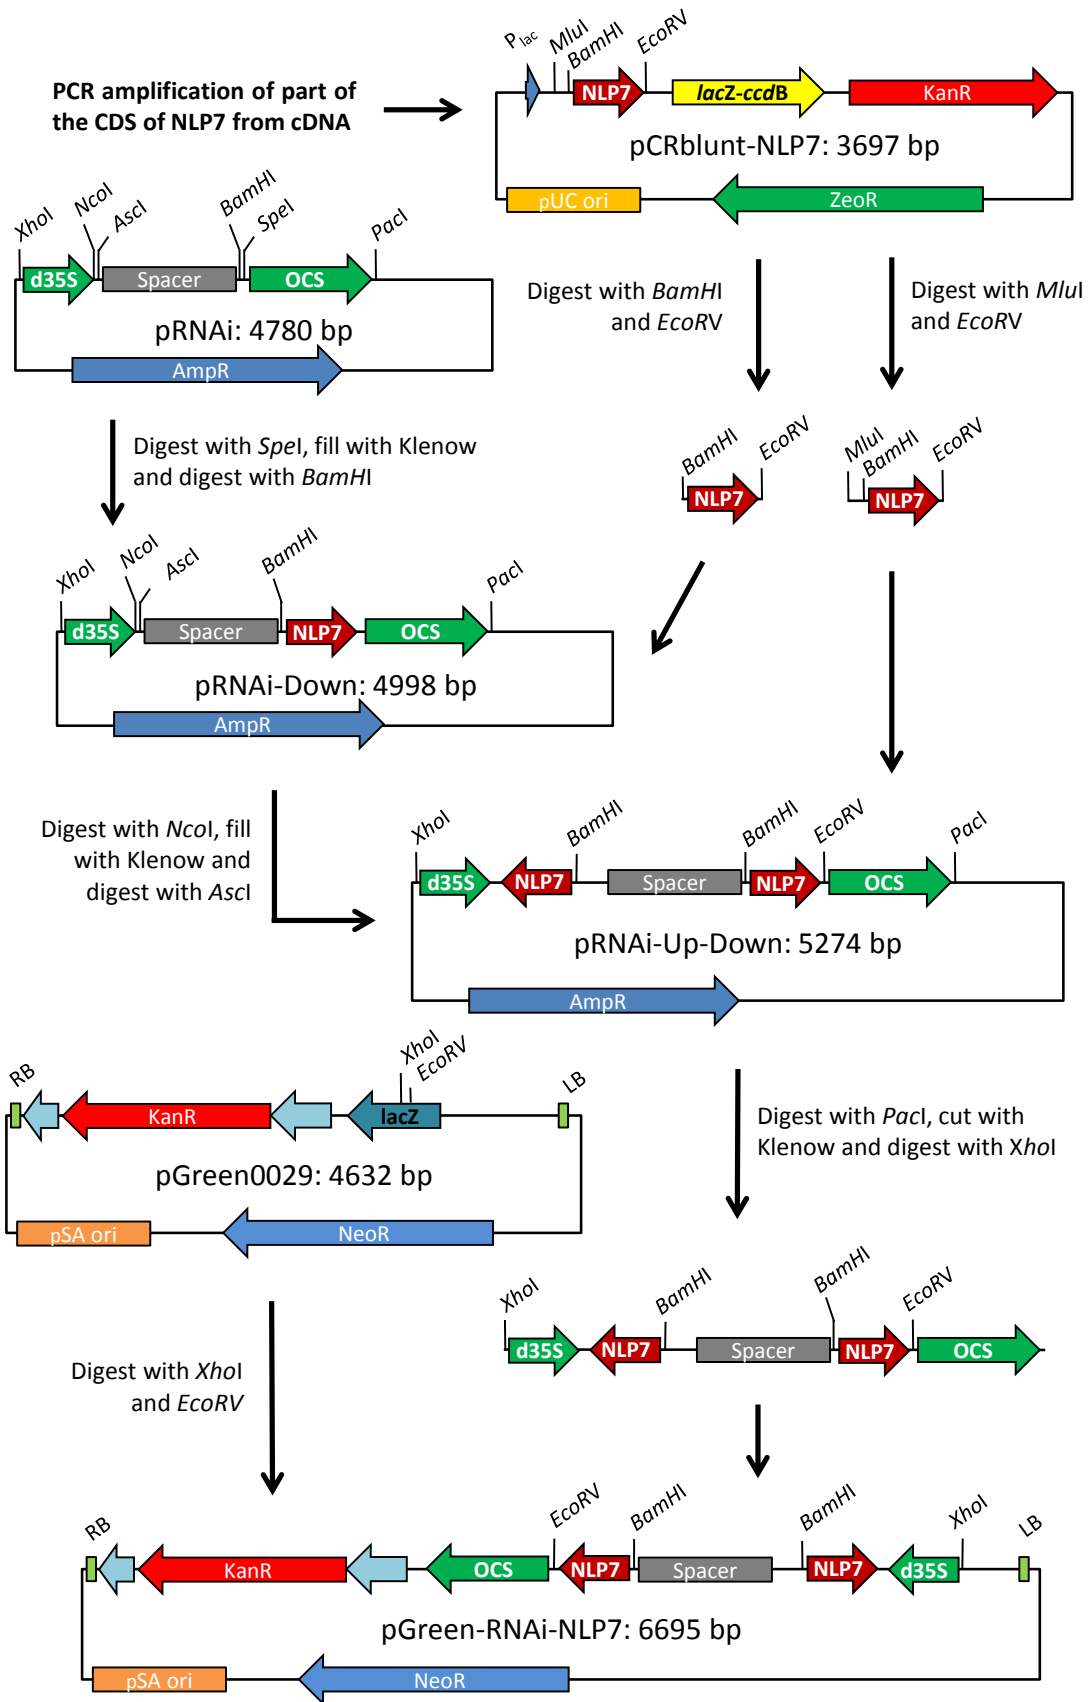 PCR amplification of part of
the CDS of NLP7 from cDNA
Plac
MluI
BamHI
EcoRV
NLP7
lacZ-ccdB
KanR
pCRblunt-NLP7: 3697 bp
pUC ori
ZeoR
XhoI
NcoI
AscI
BamHI
SpeI
PacI
d35S
Spacer
OCS
pRNAi: 4780 bp
AmpR
Digest with BamHI
and EcoRV
Digest with MluI
and EcoRV
Digest with SpeI, fill with Klenow
and digest with BamHI
BamHI
EcoRV
NLP7
MluI
BamHI
EcoRV
NLP7
XhoI
NcoI
AscI
BamHI
PacI
d35S
Spacer
NLP7
OCS
pRNAi-Down: 4998 bp
AmpR
Digest with NcoI, fill
with Klenow and
digest with AscI
XhoI
BamHI
BamHI
EcoRV
PacI
d35S
NLP7
Spacer
NLP7
OCS
pRNAi-Up-Down: 5274 bp
AmpR
RB
XhoI
EcoRV
LB
KanR
lacZ
pGreen0029: 4632 bp
pSA ori
NeoR
Digest with PacI, cut with
Klenow and digest with XhoI
XhoI
BamHI
BamHI
EcoRV
d35S
NLP7
Spacer
NLP7
OCS
Digest with XhoI
and EcoRV
RB
EcoRV
BamHI
BamHI
XhoI
LB
KanR
OCS
NLP7
Spacer
NLP7
d35S
pGreen-RNAi-NLP7: 6695 bp
pSA ori
NeoR